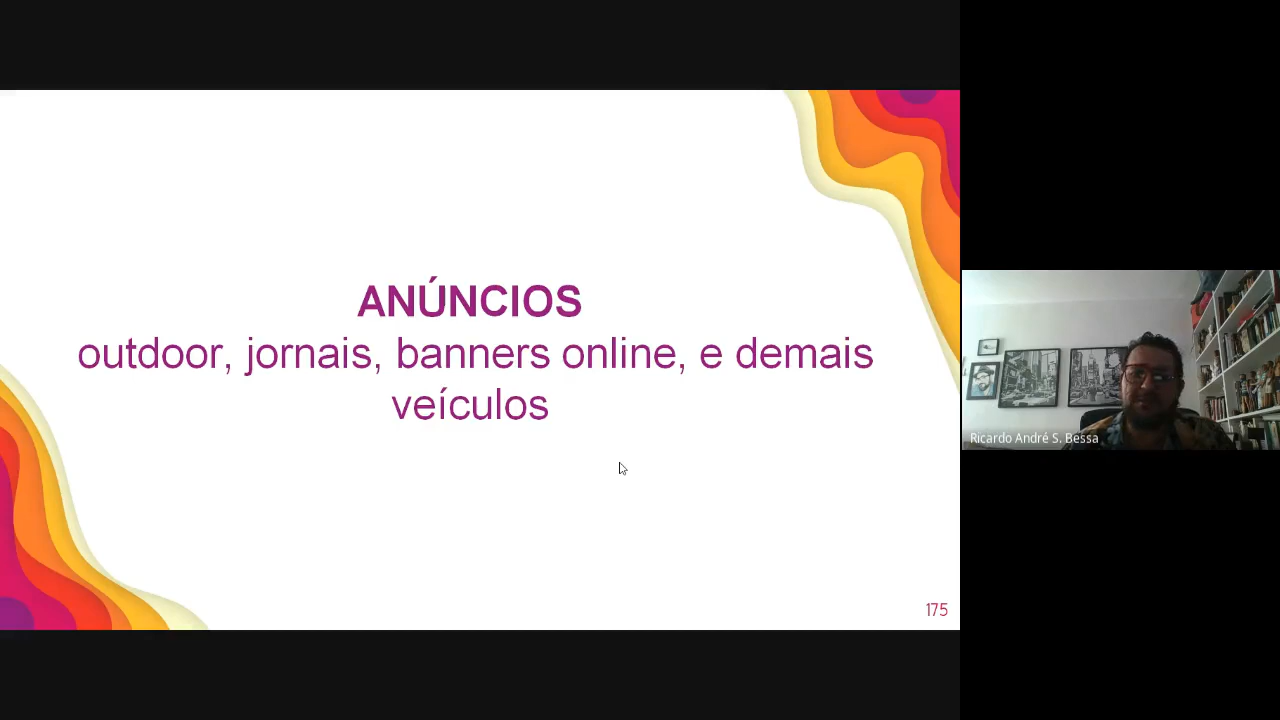 ANÚNCIOS
outdoor, jornais, banners online, e demais
veículos
175
Ricardo André S. Bessa